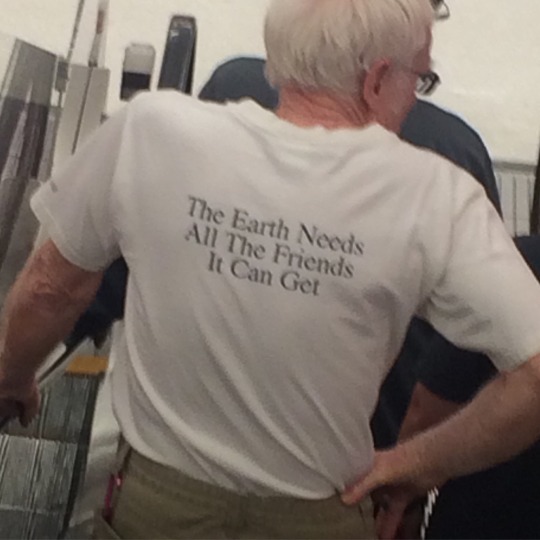 The Earth Needs
All The Friends
It Can Get